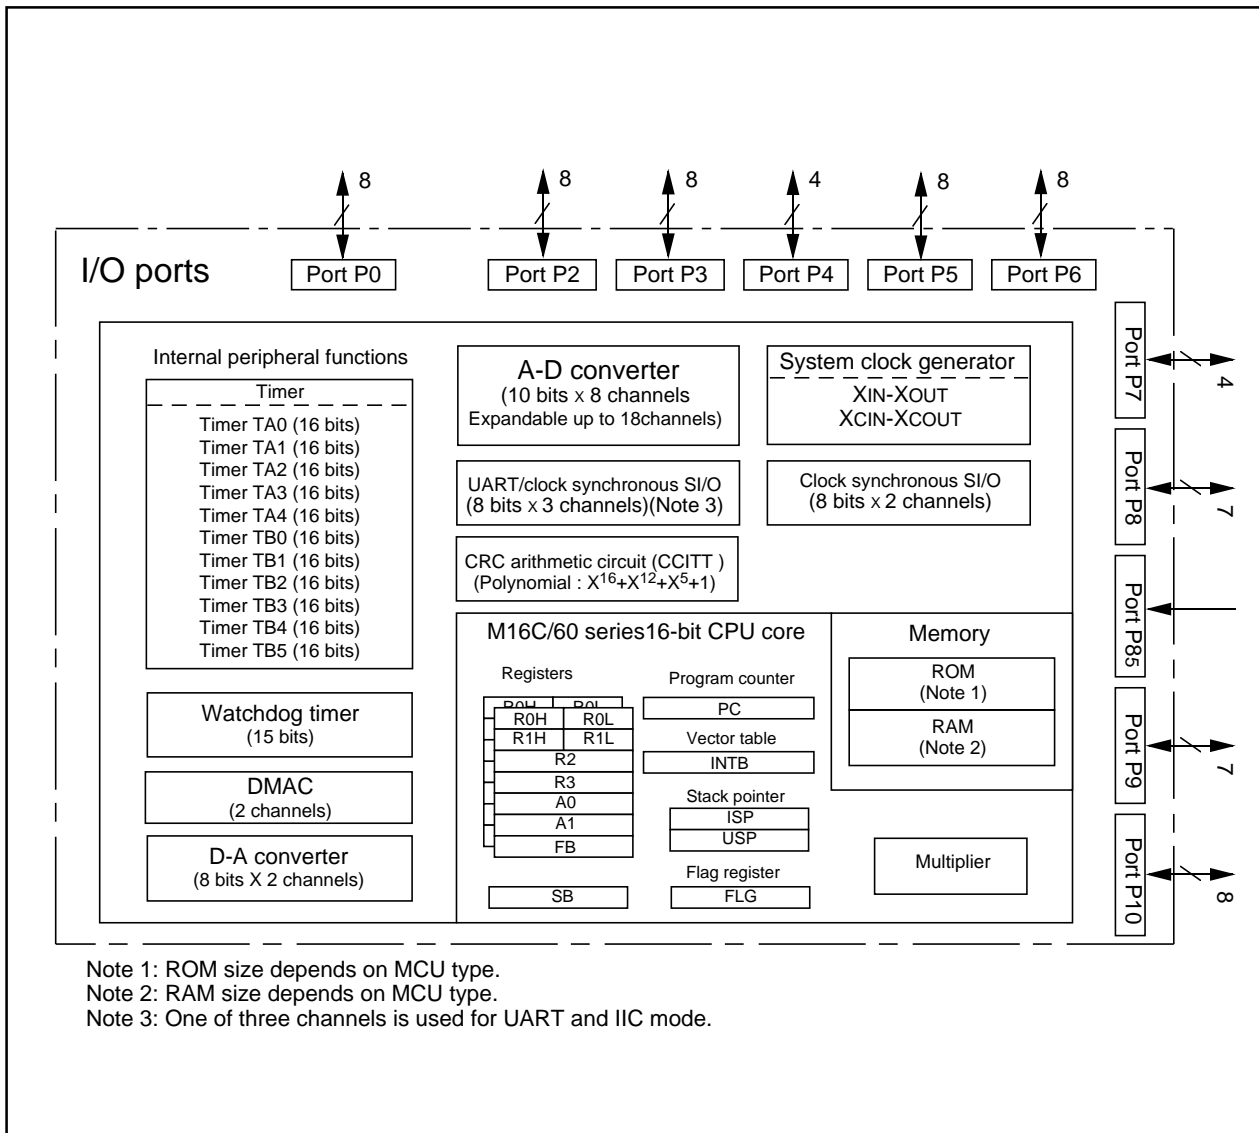 8
8
8
4
8
8
I/O ports
Port P0
Port P2
Port P3
Port P4
Port P5
Port P6
Port P7
4
Port P8
7
Port P85
Port P9
7
Port P10
8
Internal peripheral functions
Timer
Timer TA0 (16 bits)
Timer TA1 (16 bits)
Timer TA2 (16 bits)
Timer TA3 (16 bits)
Timer TA4 (16 bits)
Timer TB0 (16 bits)
Timer TB1 (16 bits)
Timer TB2 (16 bits)
Timer TB3 (16 bits)
Timer TB4 (16 bits)
Timer TB5 (16 bits)
Watchdog timer
(15 bits)
DMAC
(2 channels)
D-A converter
(8 bits X 2 channels)
A-D converter
(10 bits x 8 channels
Expandable up to 18channels)
System clock generator
XIN-XOUT
XCIN-XCOUT
UART/clock synchronous SI/O
(8 bits x 3 channels)(Note 3)
Clock synchronous SI/O
(8 bits x 2 channels)
CRC arithmetic circuit (CCITT )
(Polynomial : X16+X12+X5+1)
M16C/60 series16-bit CPU core
Registers
R0H R0L
R0H R0L
R1H R1L
R2
R3
A0
A1
FB
SB
Program counter
PC
Vector table
INTB
Stack pointer
ISP
USP
Flag register
FLG
Memory
ROM
(Note 1)
RAM
(Note 2)
Multiplier
Note 1: ROM size depends on MCU type.
Note 2: RAM size depends on MCU type.
Note 3: One of three channels is used for UART and IIC mode.